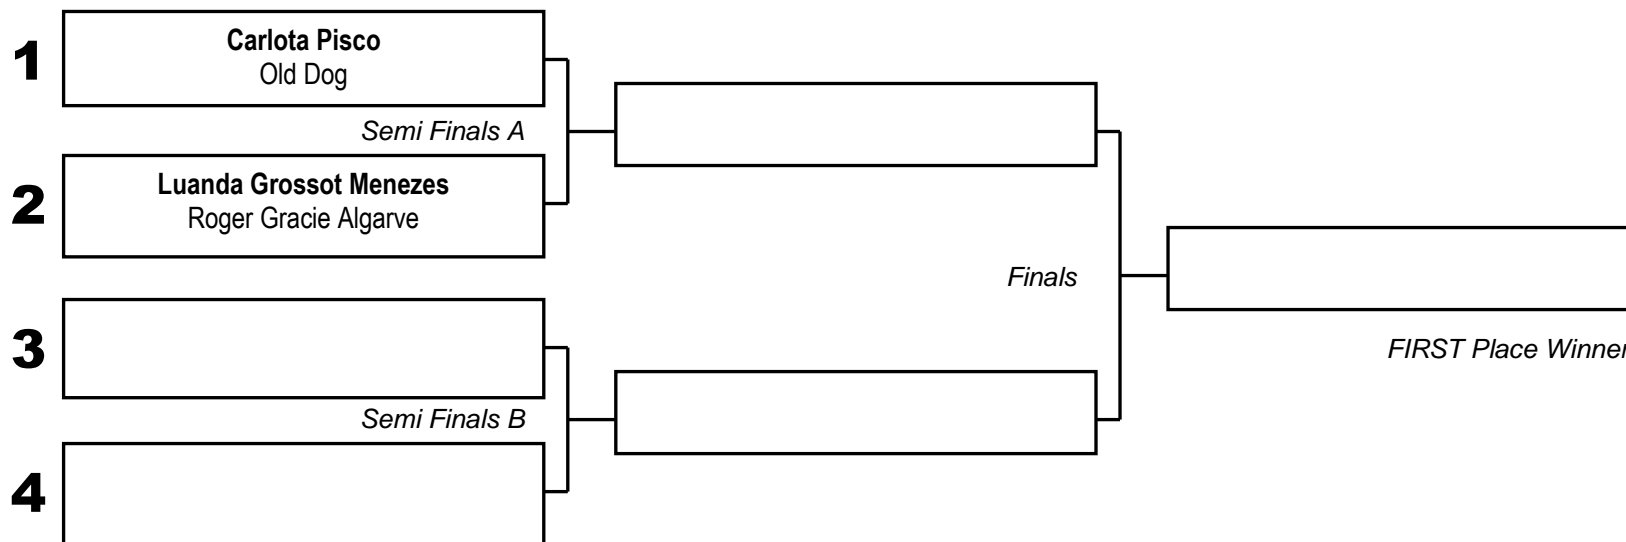 1
Carlota Pisco
Old Dog
Semi Finals A
2
Luanda Grossot Menezes
Roger Gracie Algarve
Finals
3
FIRST Place Winner
Semi Finals B
4